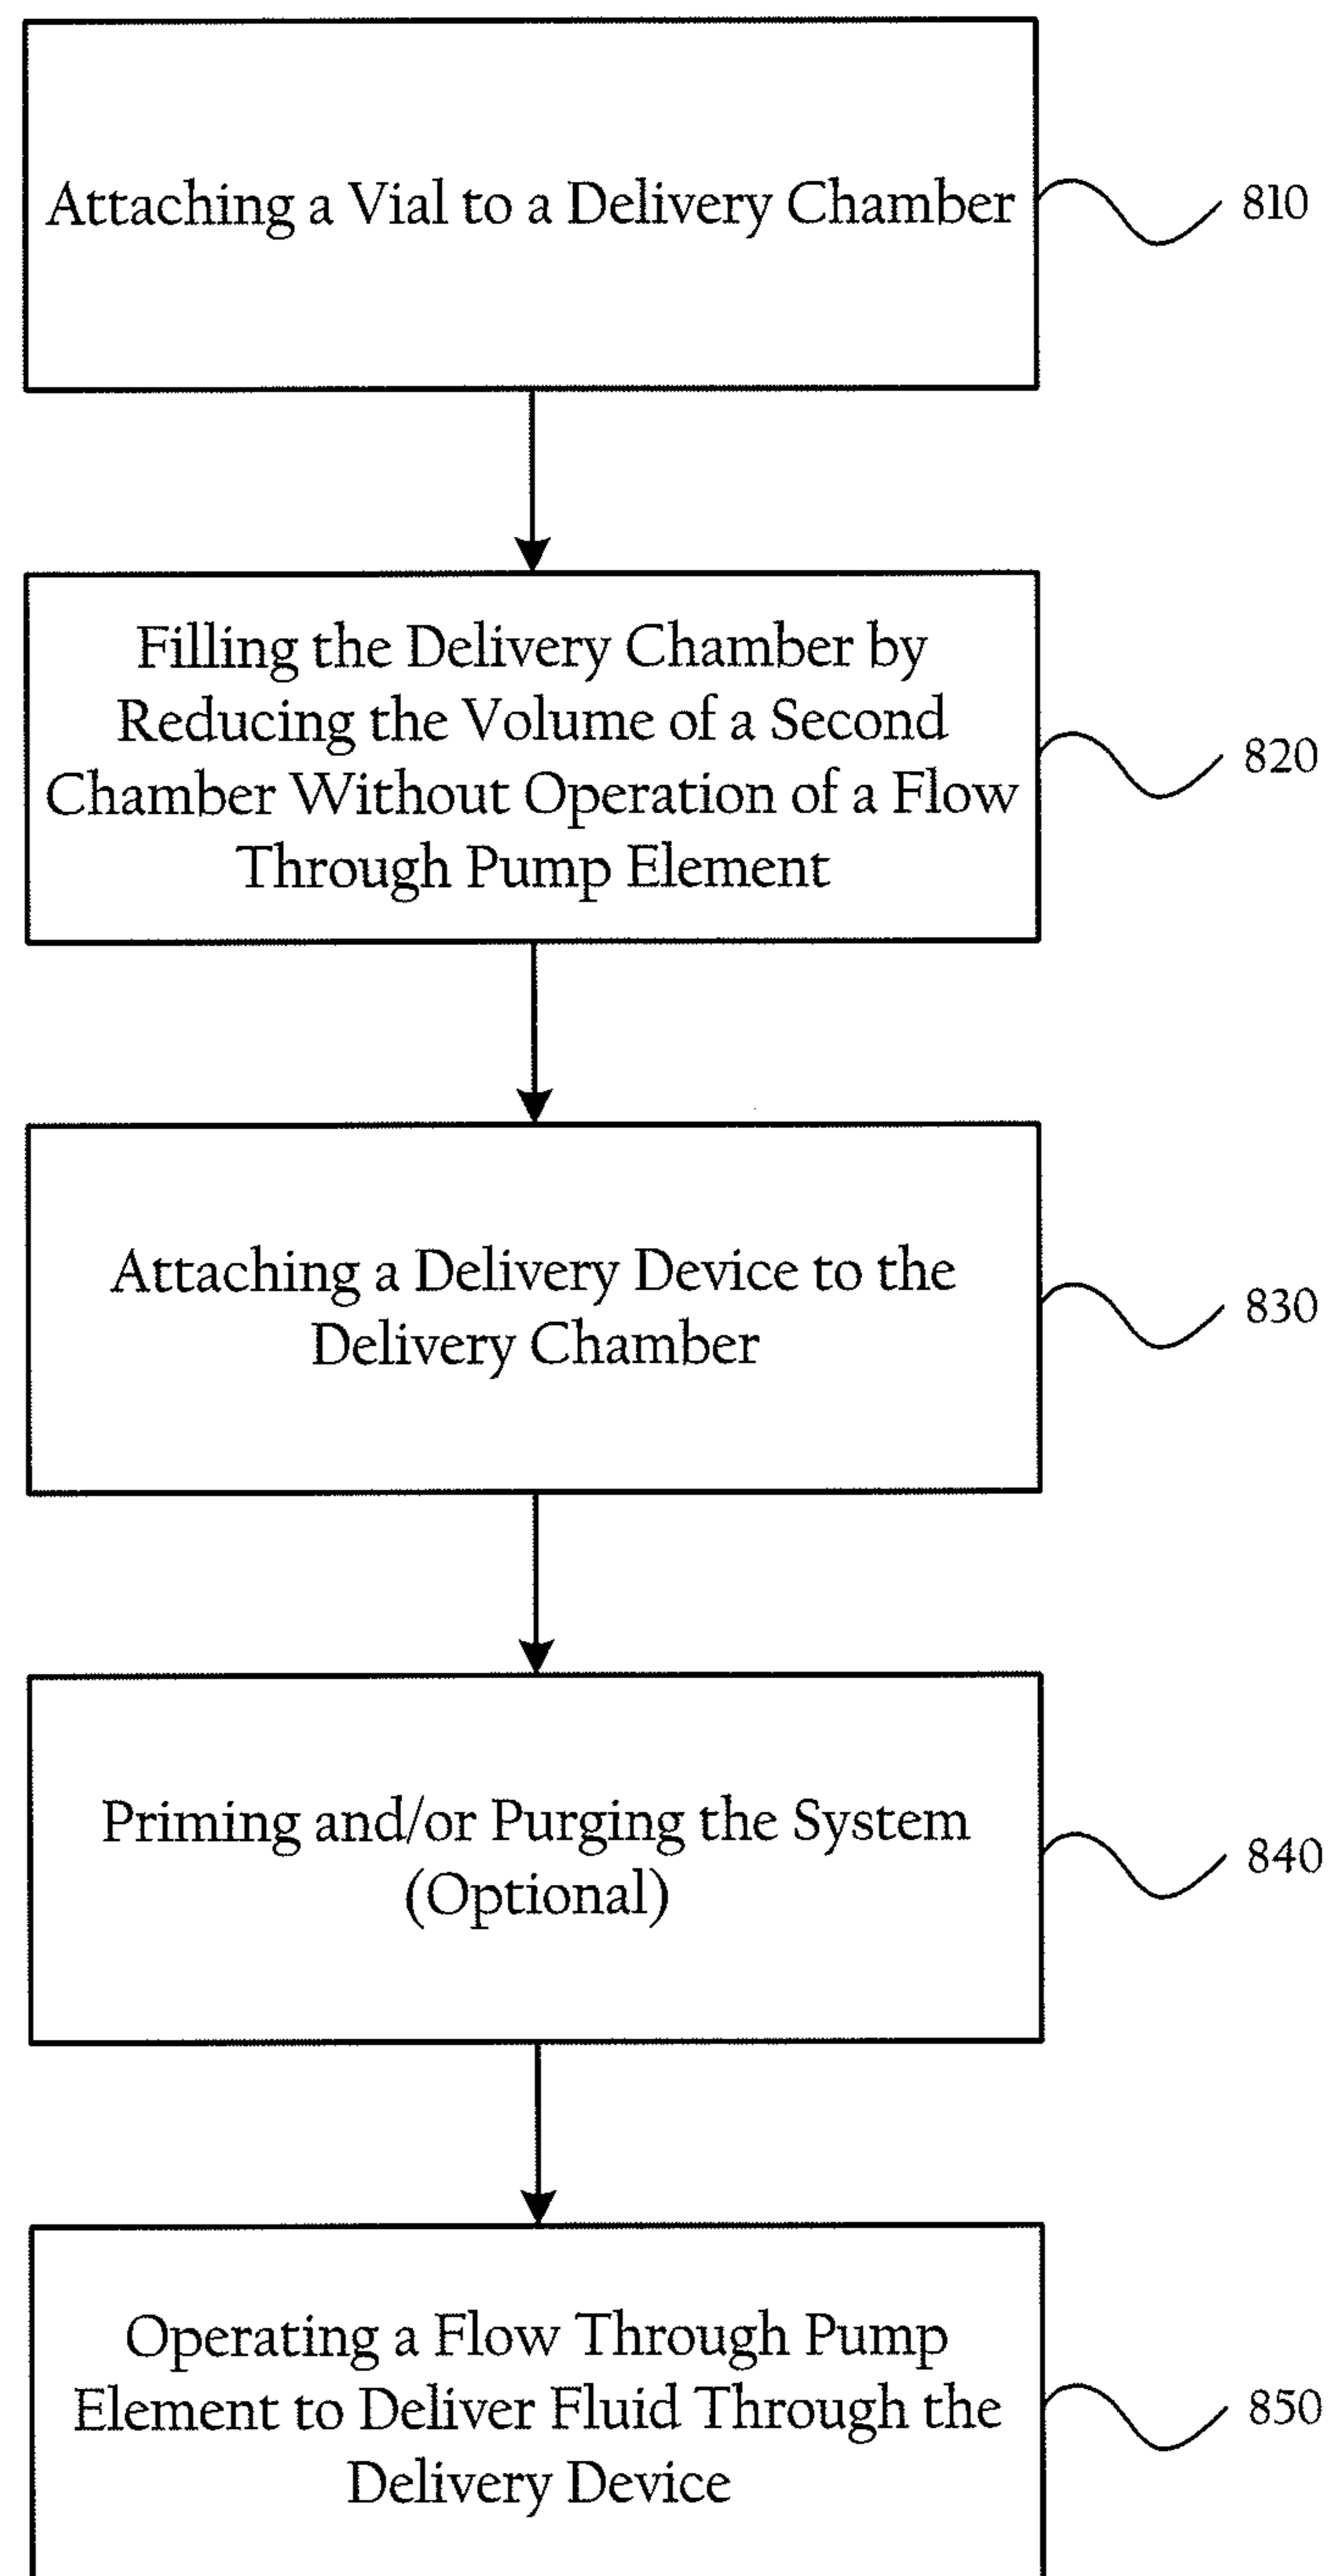 Attaching a Vial to a Delivery Chamber
810
Filling the Delivery Chamber by
Reducing the Volume of a Second
Chamber Without Operation of a Flow
Through Pump Element
820
Attaching a Delivery Device to the
Delivery Chamber
830
Priming and/or Purging the System
(Optional)
840
Operating a Flow Through Pump
Element to Deliver Fluid Through the
Delivery Device
850